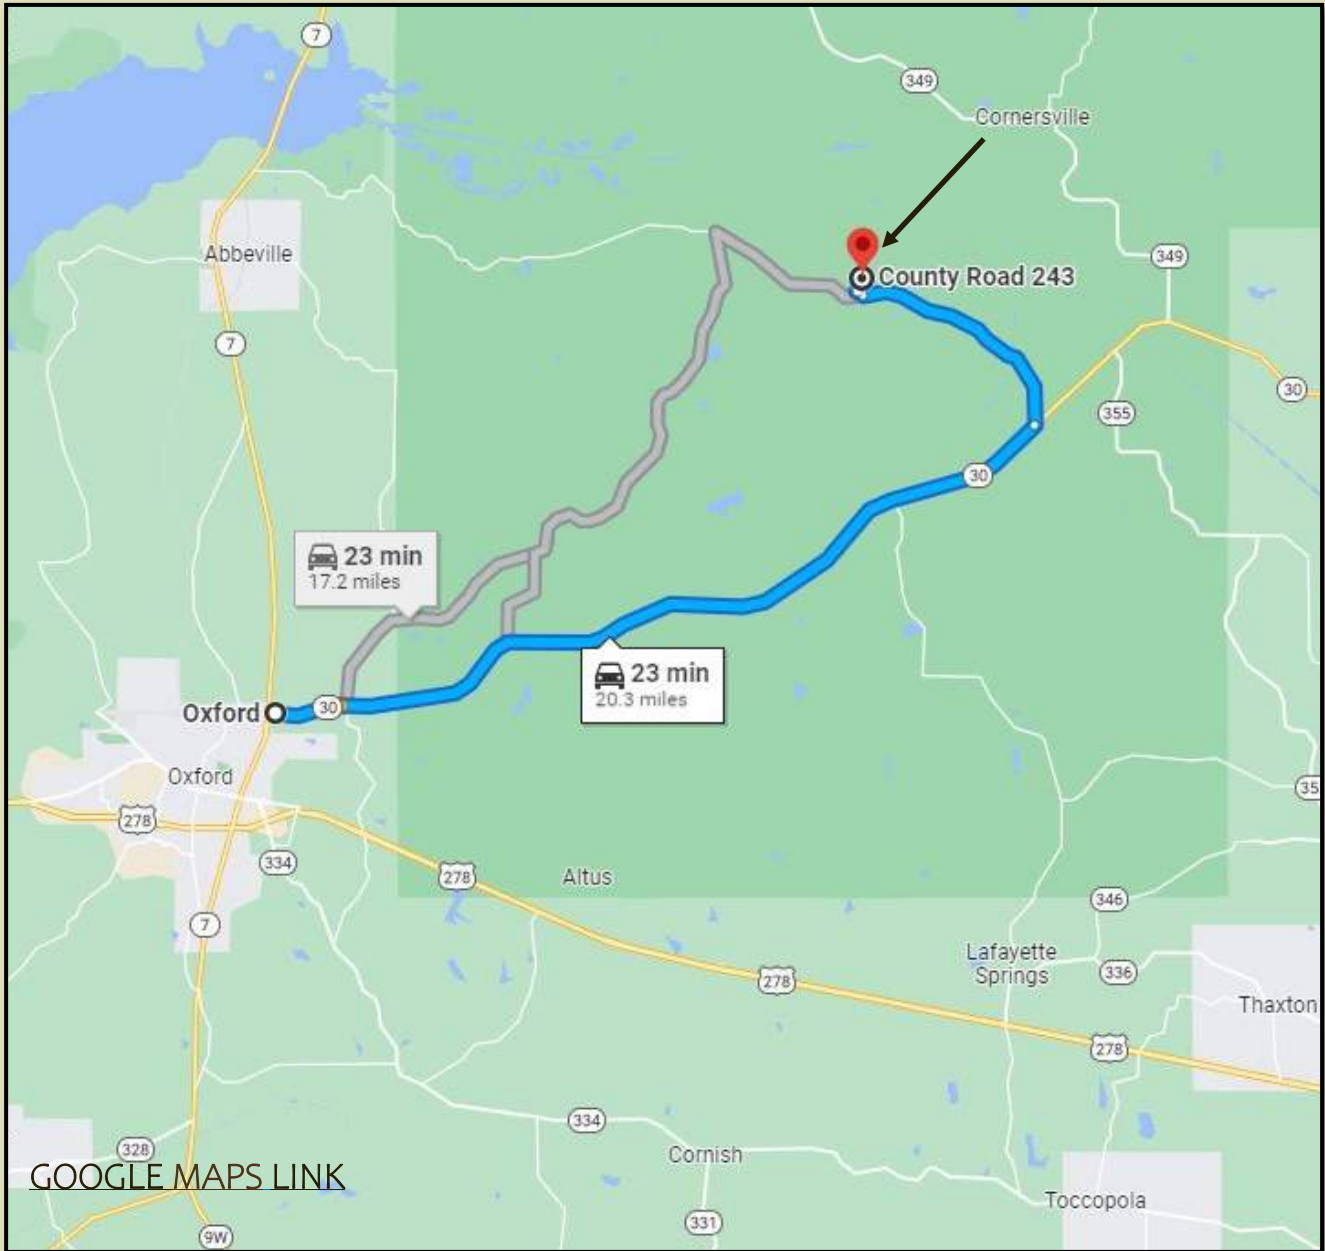 7
349
Cornersville
Abbeville
349
County Road 243
7
30
355
30
23 min
17.2 miles
23 min
20.3 miles
Oxford
30
Oxford
35
278
334
278
Altus
346
7
Lafayette
Springs
336
278
Thaxton
278
334
328
Cornish
GOOGLE MAPS LINK
Toccopola
331
9W